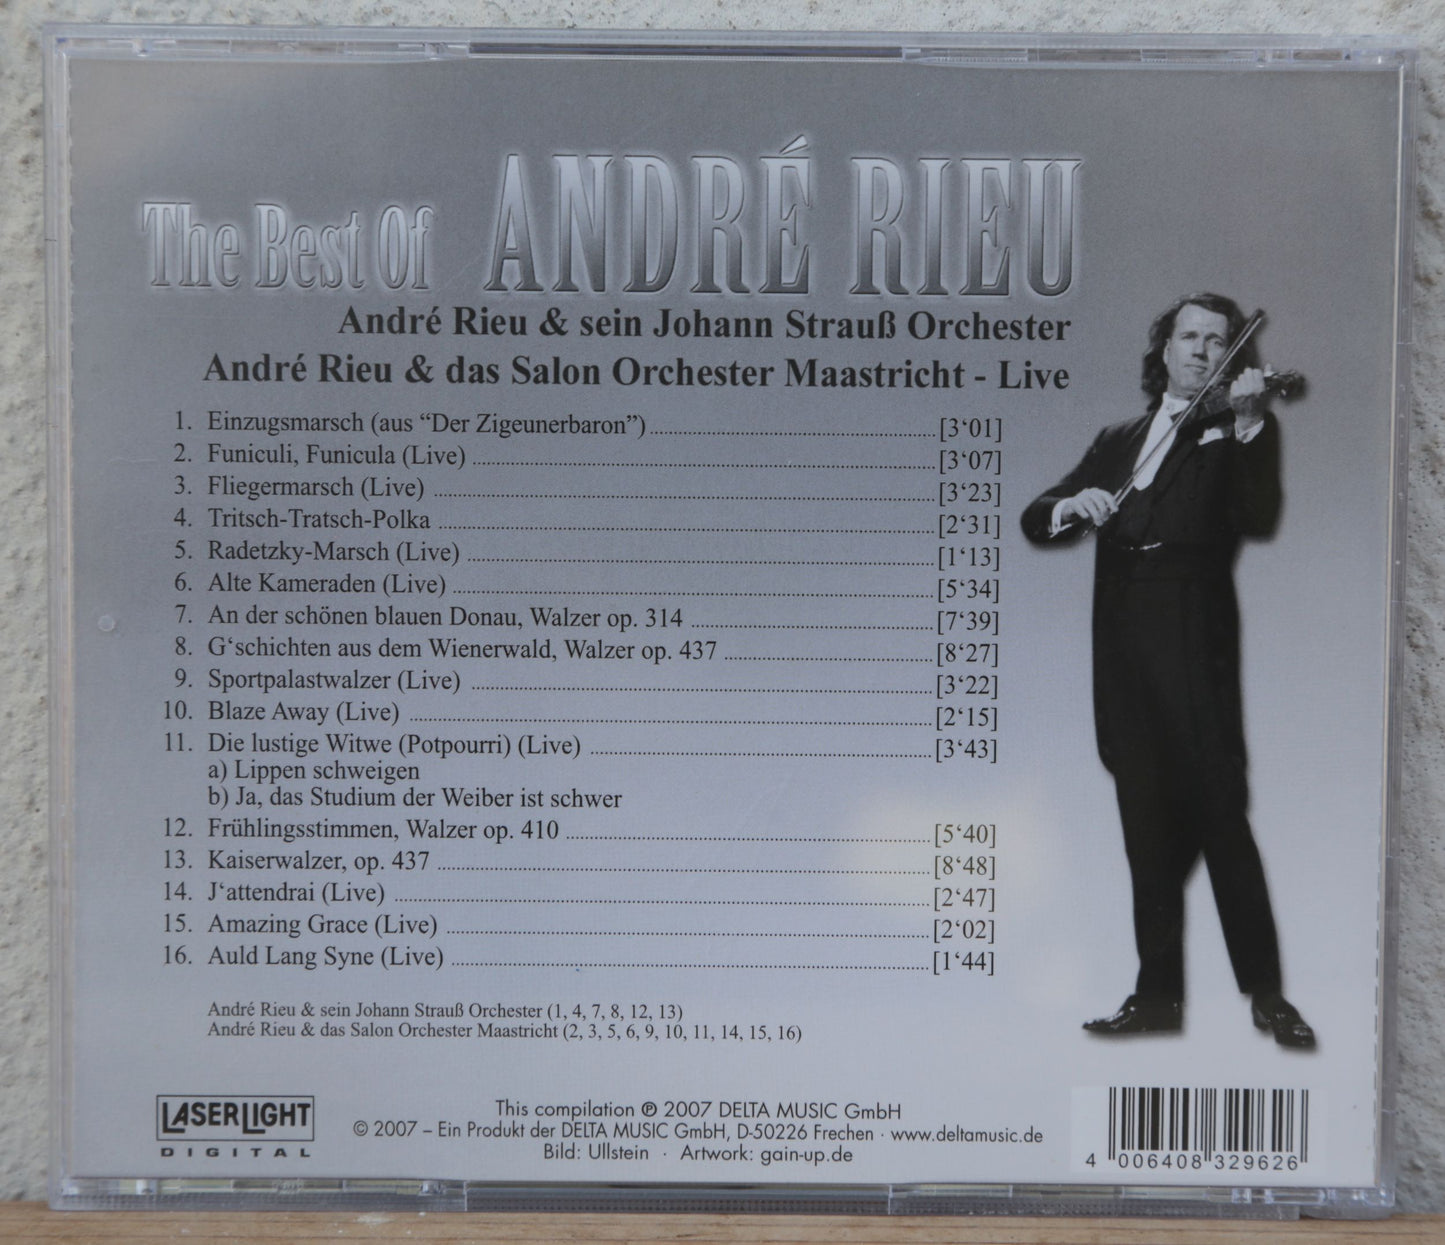 The Best Of ANDRÉ RIEU
André Rieu & sein Johann Strauß Orchester
André Rieu & das Salon Orchester Maastricht - Live
1. Einzugsmarsch (aus “Der Zigeunerbaron”) [3‘01]
2. Funiculi, Funicula (Live) [3‘07]
3. Fliegermarsch (Live) [3‘23]
4. Tritsch-Tratsch-Polka [2‘31]
5. Radetzky-Marsch (Live) [1‘13]
6. Alte Kameraden (Live) [5‘34]
7. An der schönen blauen Donau, Walzer op. 314 [7‘39]
8. G‘schichten aus dem Wienerwald, Walzer op. 437 [8‘27]
9. Sportpalastwalzer (Live) [3‘22]
10. Blaze Away (Live) [2‘15]
11. Die lustige Witwe (Potpourri) (Live) [3‘43]
a) Lippen schweigen
b) Ja, das Studium der Weiber ist schwer
12. Frühlingsstimmen, Walzer op. 410 [5‘40]
13. Kaiserwalzer, op. 437 [8‘48]
14. J‘attendrai (Live) [2‘47]
15. Amazing Grace (Live) [2‘02]
16. Auld Lang Syne (Live) [1‘44]
André Rieu & sein Johann Strauß Orchester (1, 4, 7, 8, 12, 13)
André Rieu & das Salon Orchester Maastricht (2, 3, 5, 6, 9, 10, 11, 14, 15, 16)
LASERLIGHT
DIGITAL
This compilation ℗ 2007 DELTA MUSIC GmbH
© 2007 – Ein Produkt der DELTA MUSIC GmbH, D-50226 Frechen · www.deltamusic.de
Bild: Ullstein · Artwork: gain-up.de
4 006408 329626